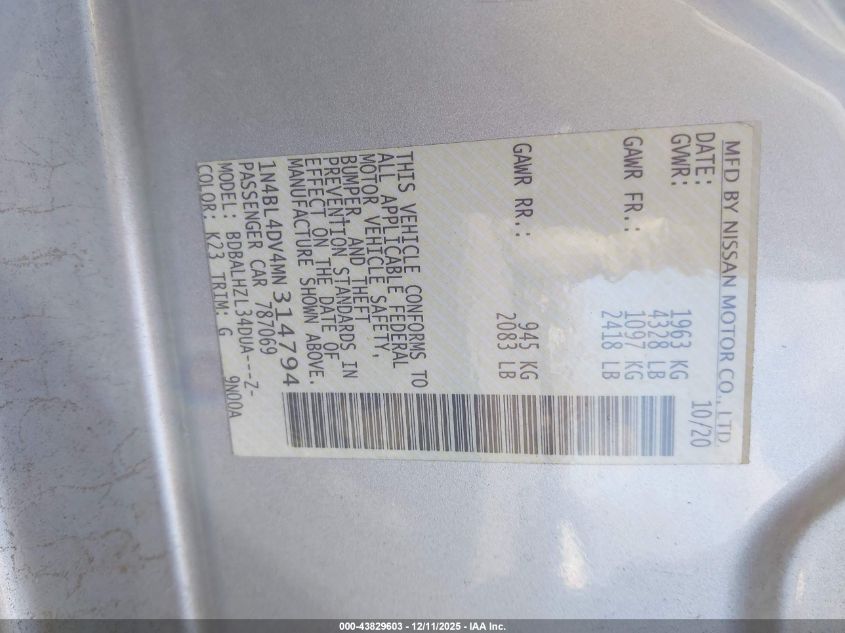 MFD BY NISSAN MOTOR CO., LTD
DATE: 10/20
GVWR: 1963 KG
4328 LB
GAWR FR.: 1097 KG
2418 LB
GAWR RR.: 945 KG
2083 LB
THIS VEHICLE CONFORMS TO
ALL APPLICABLE FEDERAL
MOTOR VEHICLE SAFETY,
BUMPER, AND THEFT
PREVENTION STANDARDS IN
EFFECT ON THE DATE OF
MANUFACTURE SHOWN ABOVE.
1N4BL4DV4MN314794
PASSENGER CAR 787069
MODEL: BDBALHZL34DUA---Z-
COLOR: K23 TRIM: G 9N00A
000-43829603 - 12/11/2025 - IAA Inc.